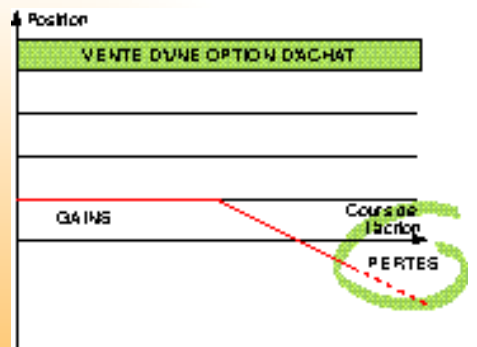 Position
VENTE D'UNE OPTION D'ACHAT
GAINS
Cours de
l'action
PERTES